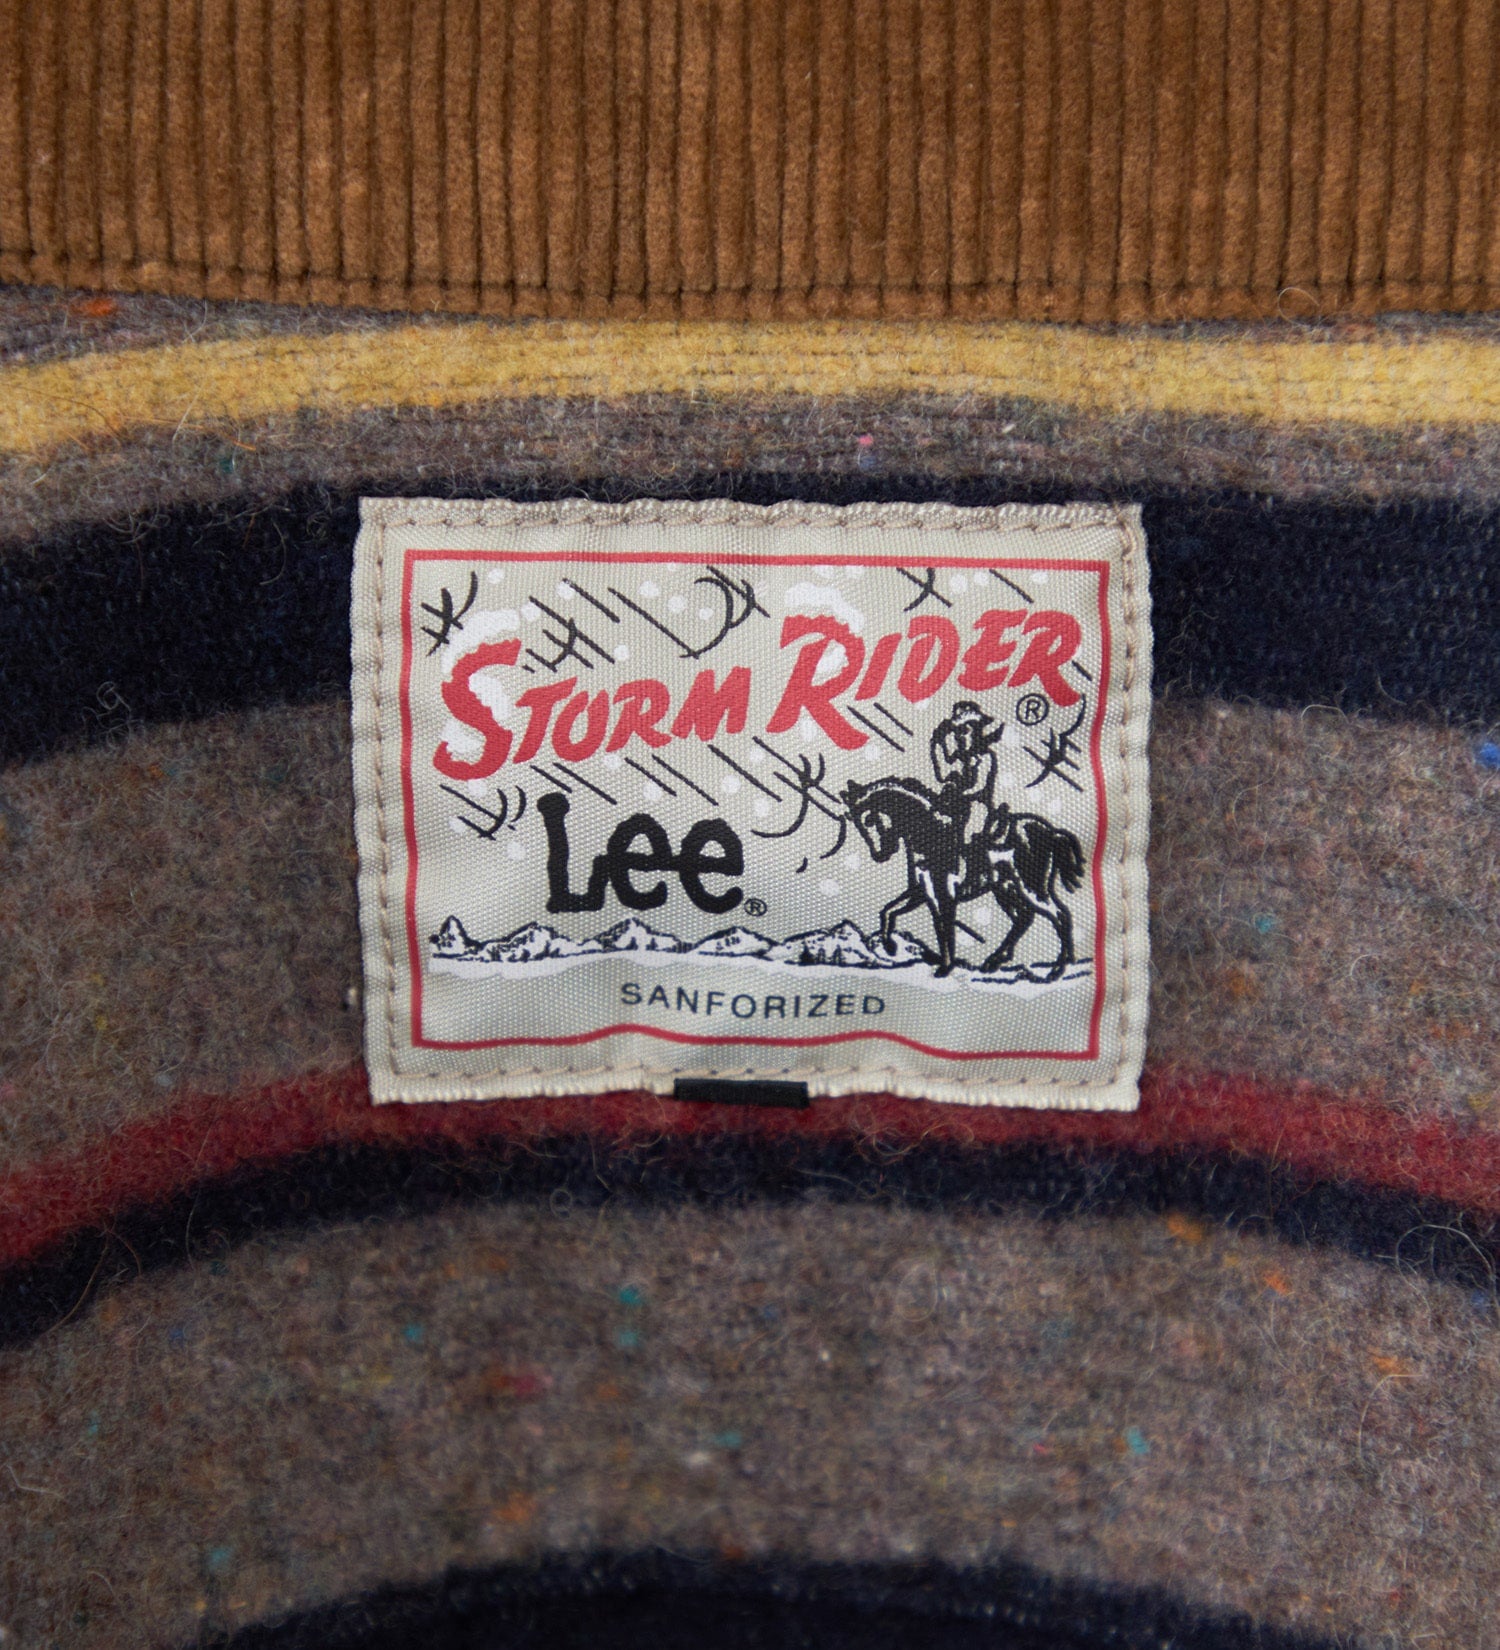 STORM RIDER ®
Lee ®
SANFORIZED